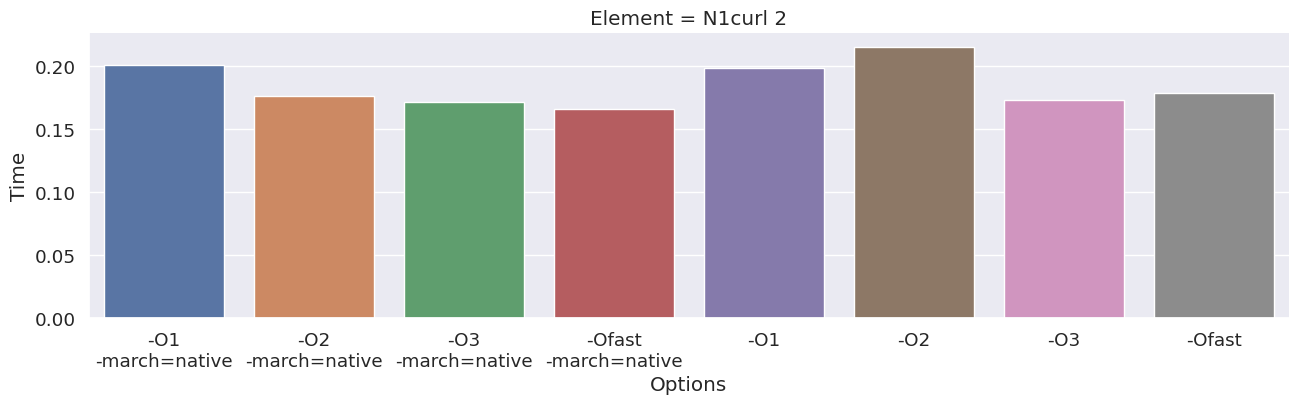 Element = N1curl 2
Time
0.20
0.15
0.10
0.05
0.00
-O1
-march=native
-O2
-march=native
-O3
-march=native
-Ofast
-march=native
-O1
-O2
-O3
-Ofast
Options